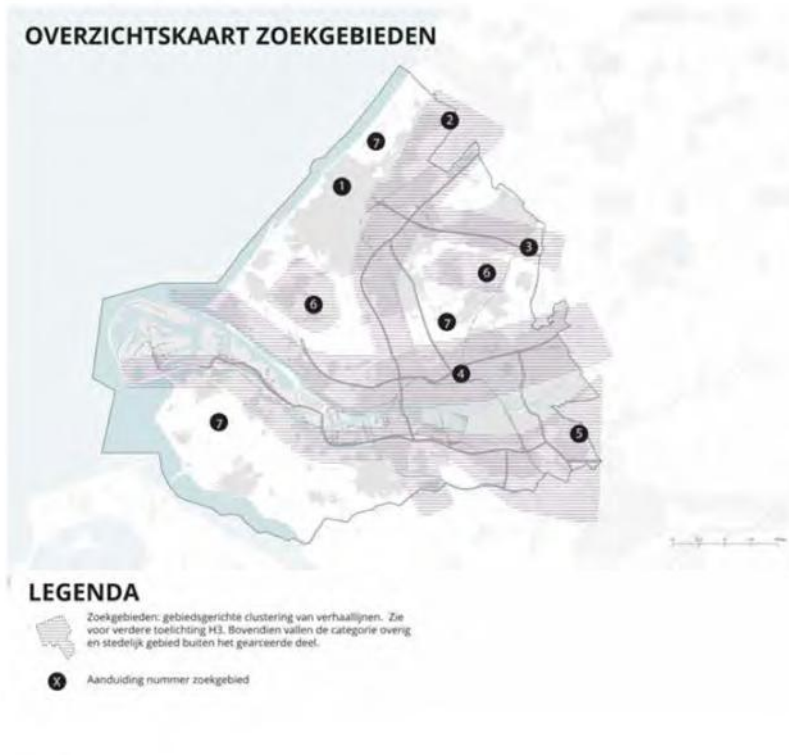 OVERZICHTSKAART ZOEKGEBIEDEN
2
7
1
3
6
6
7
4
7
5
LEGENDA
Zoekgebieden: gebiedsgerichte clustering van verhaallijnen. Zie
voor verdere toelichting H3. Bovendien vallen de categorie overig
en stedelijk gebied buiten het gearceerde deel.
X
Aanduiding nummer zoekgebied